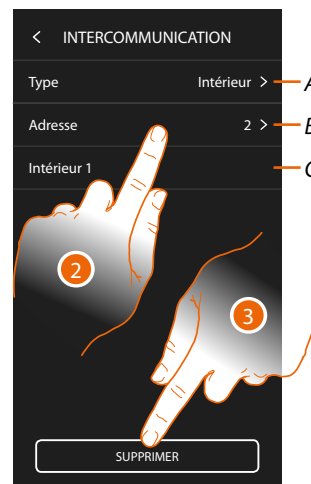 < INTERCOMMUNICATION
Type Intérieur > A
Adresse 2 > B
Intérieur 1 C
2
3
SUPPRIMER